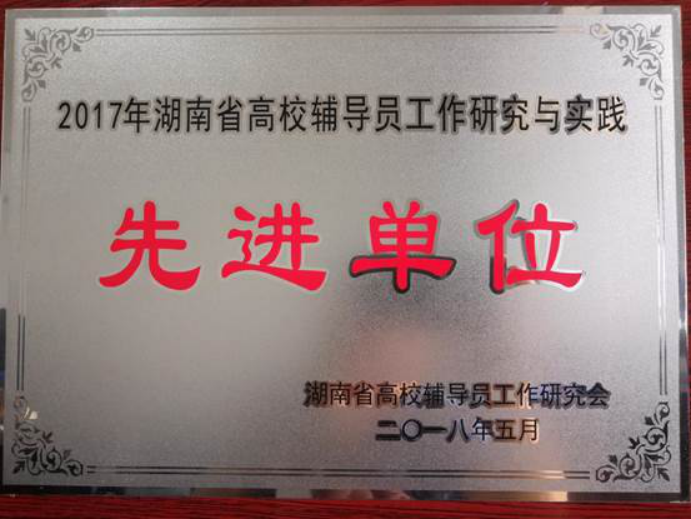 2017年湖南省高校辅导员工作研究与实践
先进单位
湖南省高校辅导员工作研究会
二〇一八年五月